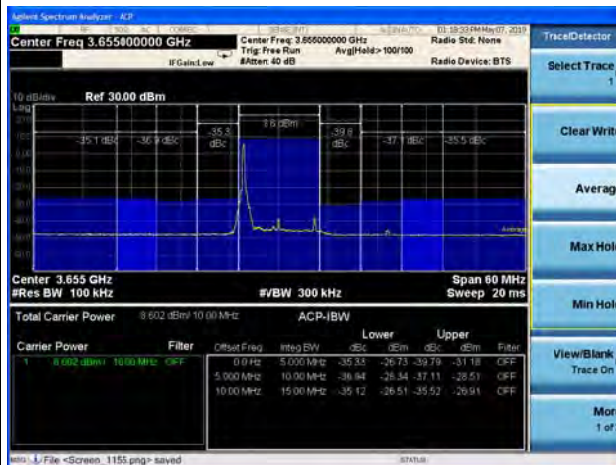 Agilent Spectrum Analyzer - ACP
01:18:33 PM May 07, 2019
Center Freq 3.655000000 GHz
Center Freq: 3.655000000 GHz
Radio Std: None
Trig: Free Run
Avg|Hold:>100/100
IFGain:Low
#Atten: 40 dB
Radio Device: BTS
10 dB/div
Ref 30.00 dBm
Log
-35.1 dBc
-36.9 dBc
-35.3 dBc
8.6 dBm
-39.8 dBc
-37.1 dBc
-35.5 dBc
Average
Center 3.655 GHz
Span 60 MHz
#Res BW 100 kHz
#VBW 300 kHz
Sweep 20 ms
Total Carrier Power
8.602 dBm/ 10.00 MHz
ACP-IBW
Lower
Upper
Carrier Power
Filter
Offset Freq
Integ BW
dBc
dBm
dBc
dBm
Filter
1 8.602 dBm / 10.00 MHz OFF
0.0 Hz 5.000 MHz -35.33 -26.73 -39.79 -31.18 OFF
5.000 MHz 10.00 MHz -36.94 -28.34 -37.11 -28.51 OFF
10.00 MHz 15.00 MHz -35.12 -26.51 -35.52 -26.91 OFF
MSG
File <Screen_1155.png> saved
STATUS
Trace/Detector
Select Trace
1
Clear Writ
Averag
Max Hol
Min Hol
View/Blank
Trace On
Mor
1 of